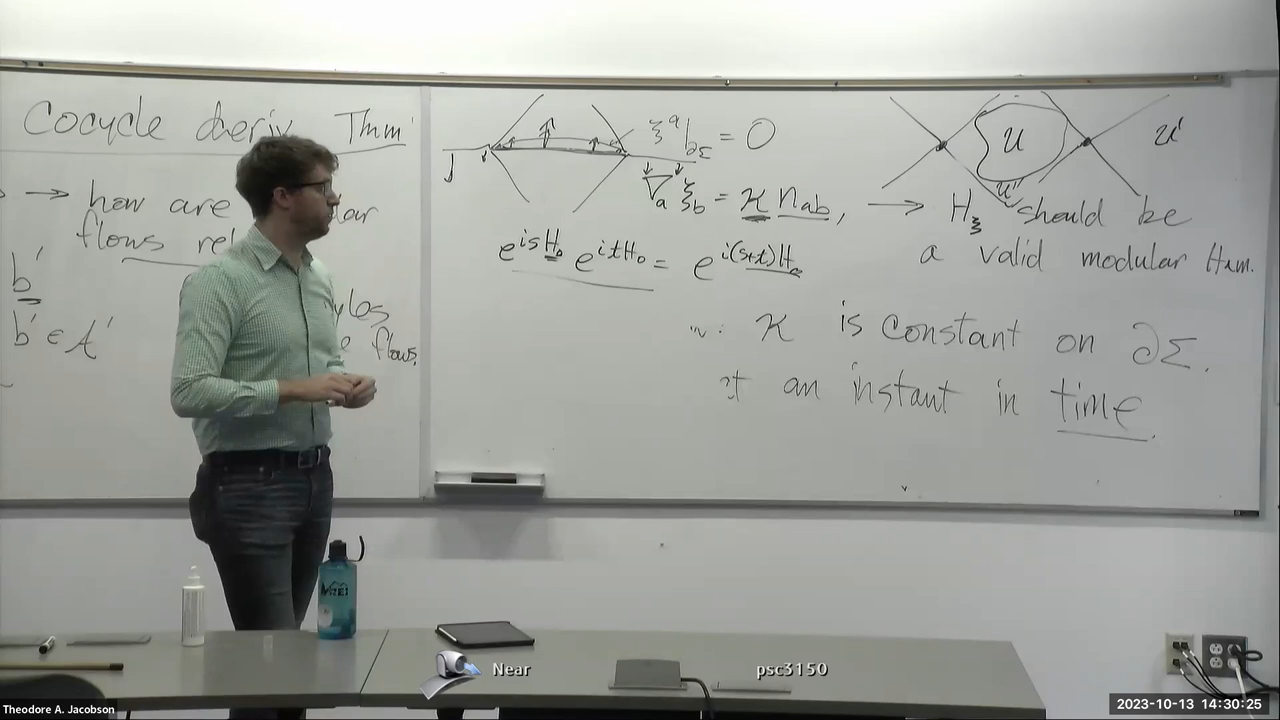 Cocycle deriv Thm
→ how are
flows
b'
b' ∈ A'
flows.
ξ^a|_∂Σ = 0
∇_a ξ_b = κ n_ab,
e^{isH_0} e^{itH_0} = e^{i(s+t)H_0}
U
U'
→ H_ξ should be
a valid modular Ham.
κ is constant on ∂Σ.
at an instant in time.
Near
psc3150
Theodore A. Jacobson
2023-10-13 14:30:25